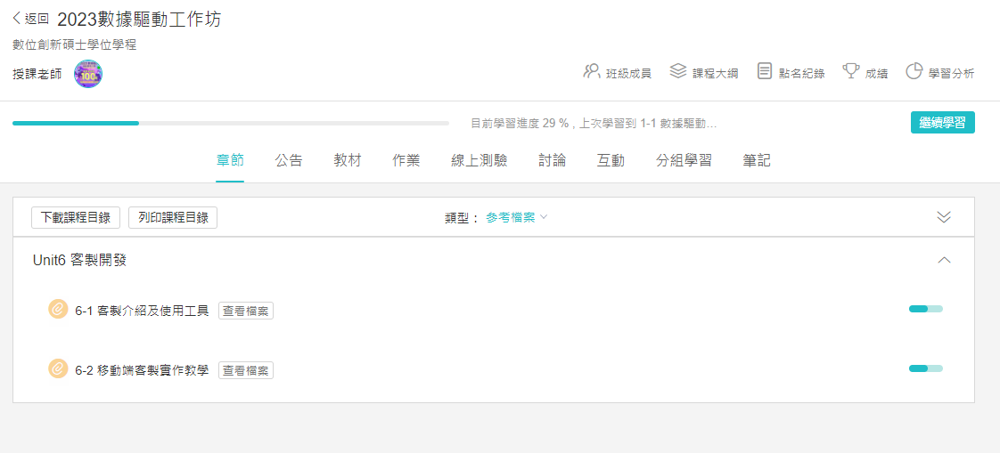 返回 2023數據驅動工作坊
數位創新碩士學位學程
授課老師 100 班級成員 課程大綱 點名紀錄 成績 學習分析
目前學習進度 29 % , 上次學習到 1-1 數據驅動… 繼續學習
章節 公告 教材 作業 線上測驗 討論 互動 分組學習 筆記
下載課程目錄 列印課程目錄 類型： 參考檔案
Unit6 客製開發
6-1 客製介紹及使用工具 查看檔案
6-2 移動端客製實作教學 查看檔案